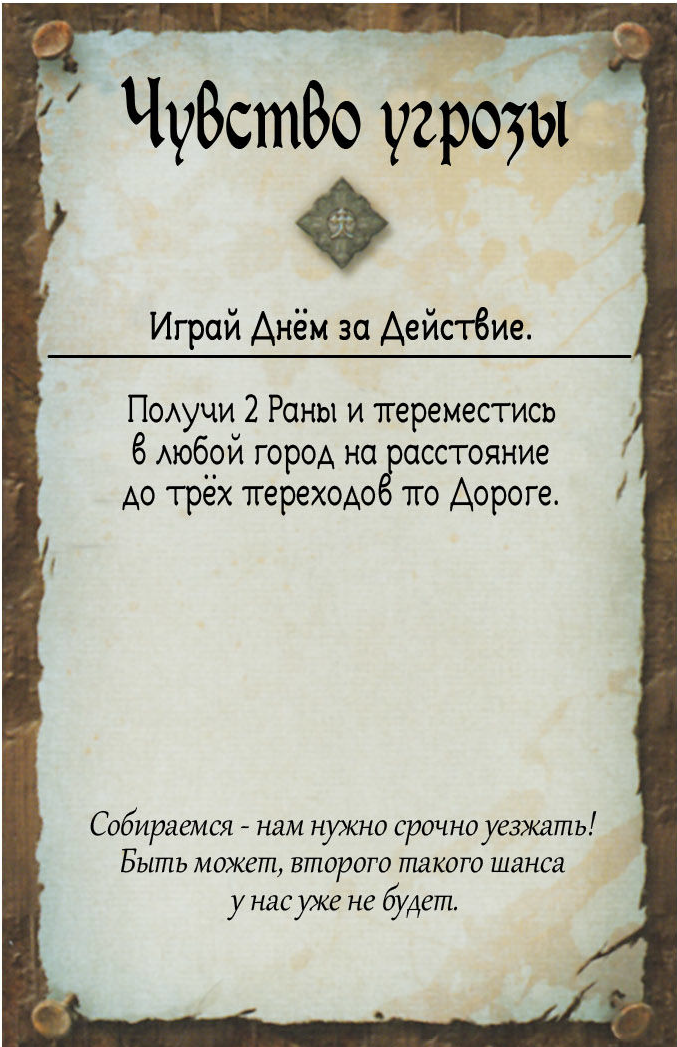 Чувство угрозы
Играй Днём за Действие.
Получи 2 Раны и переместись
в любой город на расстояние
до трёх переходов по Дороге.
Собираемся - нам нужно срочно уезжать!
Быть может, второго такого шанса
у нас уже не будет.